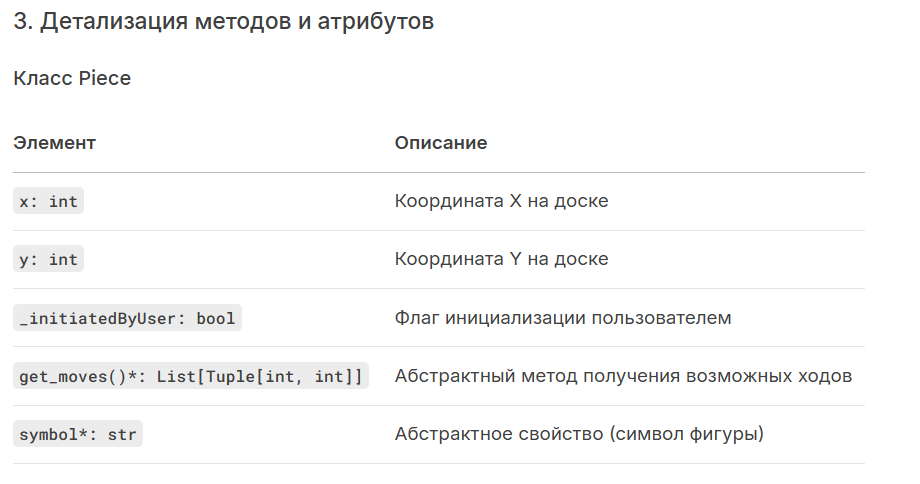 3. Детализация методов и атрибутов
Класс Piece
Элемент Описание
x: int Координата X на доске
y: int Координата Y на доске
_initiatedByUser: bool Флаг инициализации пользователем
get_moves()*: List[Tuple[int, int]] Абстрактный метод получения возможных ходов
symbol*: str Абстрактное свойство (символ фигуры)